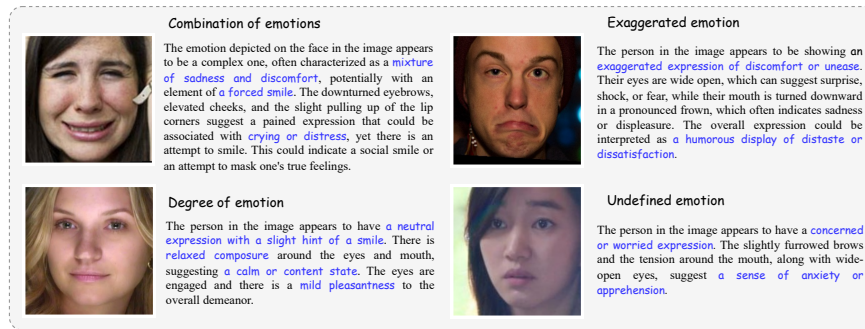 Combination of emotions
The emotion depicted on the face in the image appears
to be a complex one, often characterized as a mixture
of sadness and discomfort, potentially with an
element of a forced smile. The downturned eyebrows,
elevated cheeks, and the slight pulling up of the lip
corners suggest a pained expression that could be
associated with crying or distress, yet there is an
attempt to smile. This could indicate a social smile or
an attempt to mask one's true feelings.
Exaggerated emotion
The person in the image appears to be showing an
exaggerated expression of discomfort or unease.
Their eyes are wide open, which can suggest surprise,
shock, or fear, while their mouth is turned downward
in a pronounced frown, which often indicates sadness
or displeasure. The overall expression could be
interpreted as a humorous display of distaste or
dissatisfaction.
Degree of emotion
The person in the image appears to have a neutral
expression with a slight hint of a smile. There is
relaxed composure around the eyes and mouth,
suggesting a calm or content state. The eyes are
engaged and there is a mild pleasantness to the
overall demeanor.
Undefined emotion
The person in the image appears to have a concerned
or worried expression. The slightly furrowed brows
and the tension around the mouth, along with wide-
open eyes, suggest a sense of anxiety or
apprehension.